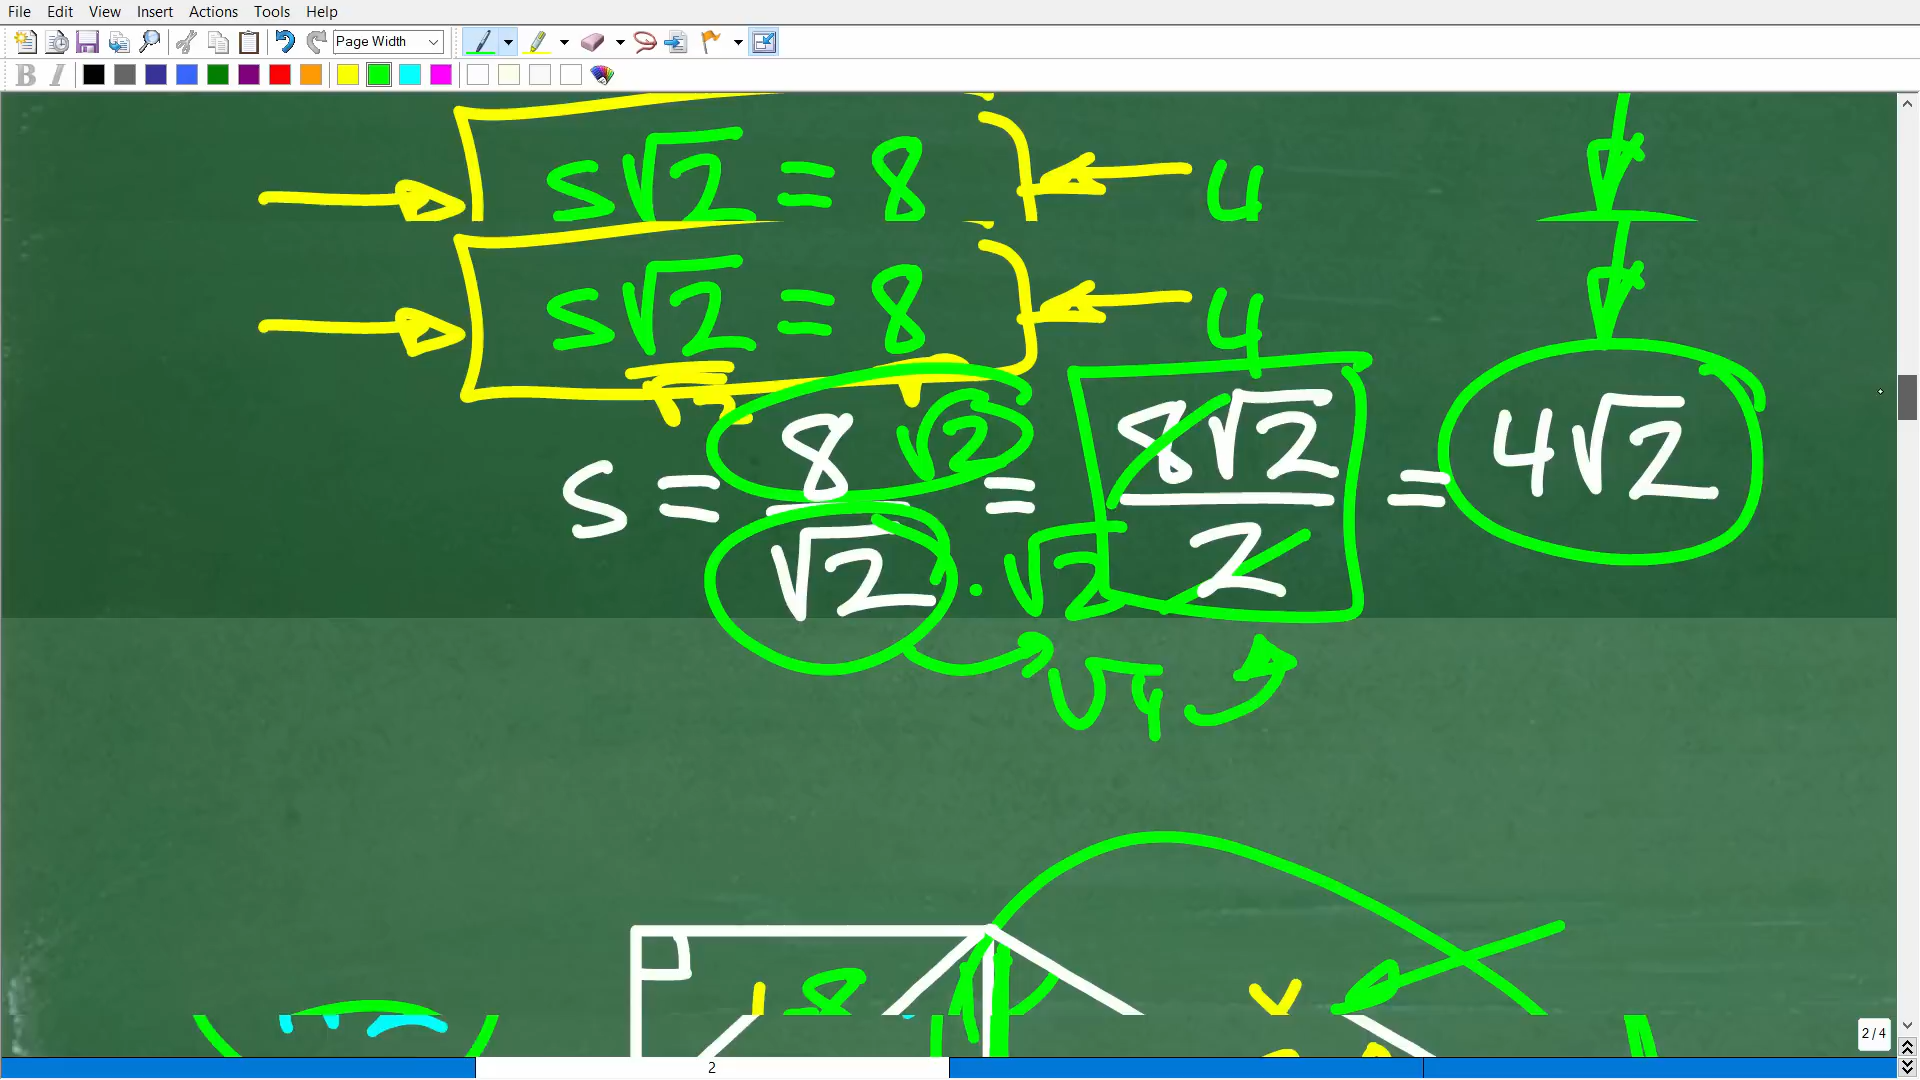 File Edit View Insert Actions Tools Help
Page Width
B I
s√2 = 8 4
s√2 = 8 4
s = 8 √2 = 8√2 = 4√2
√2 · √2 2
√4
8
2 / 4
2